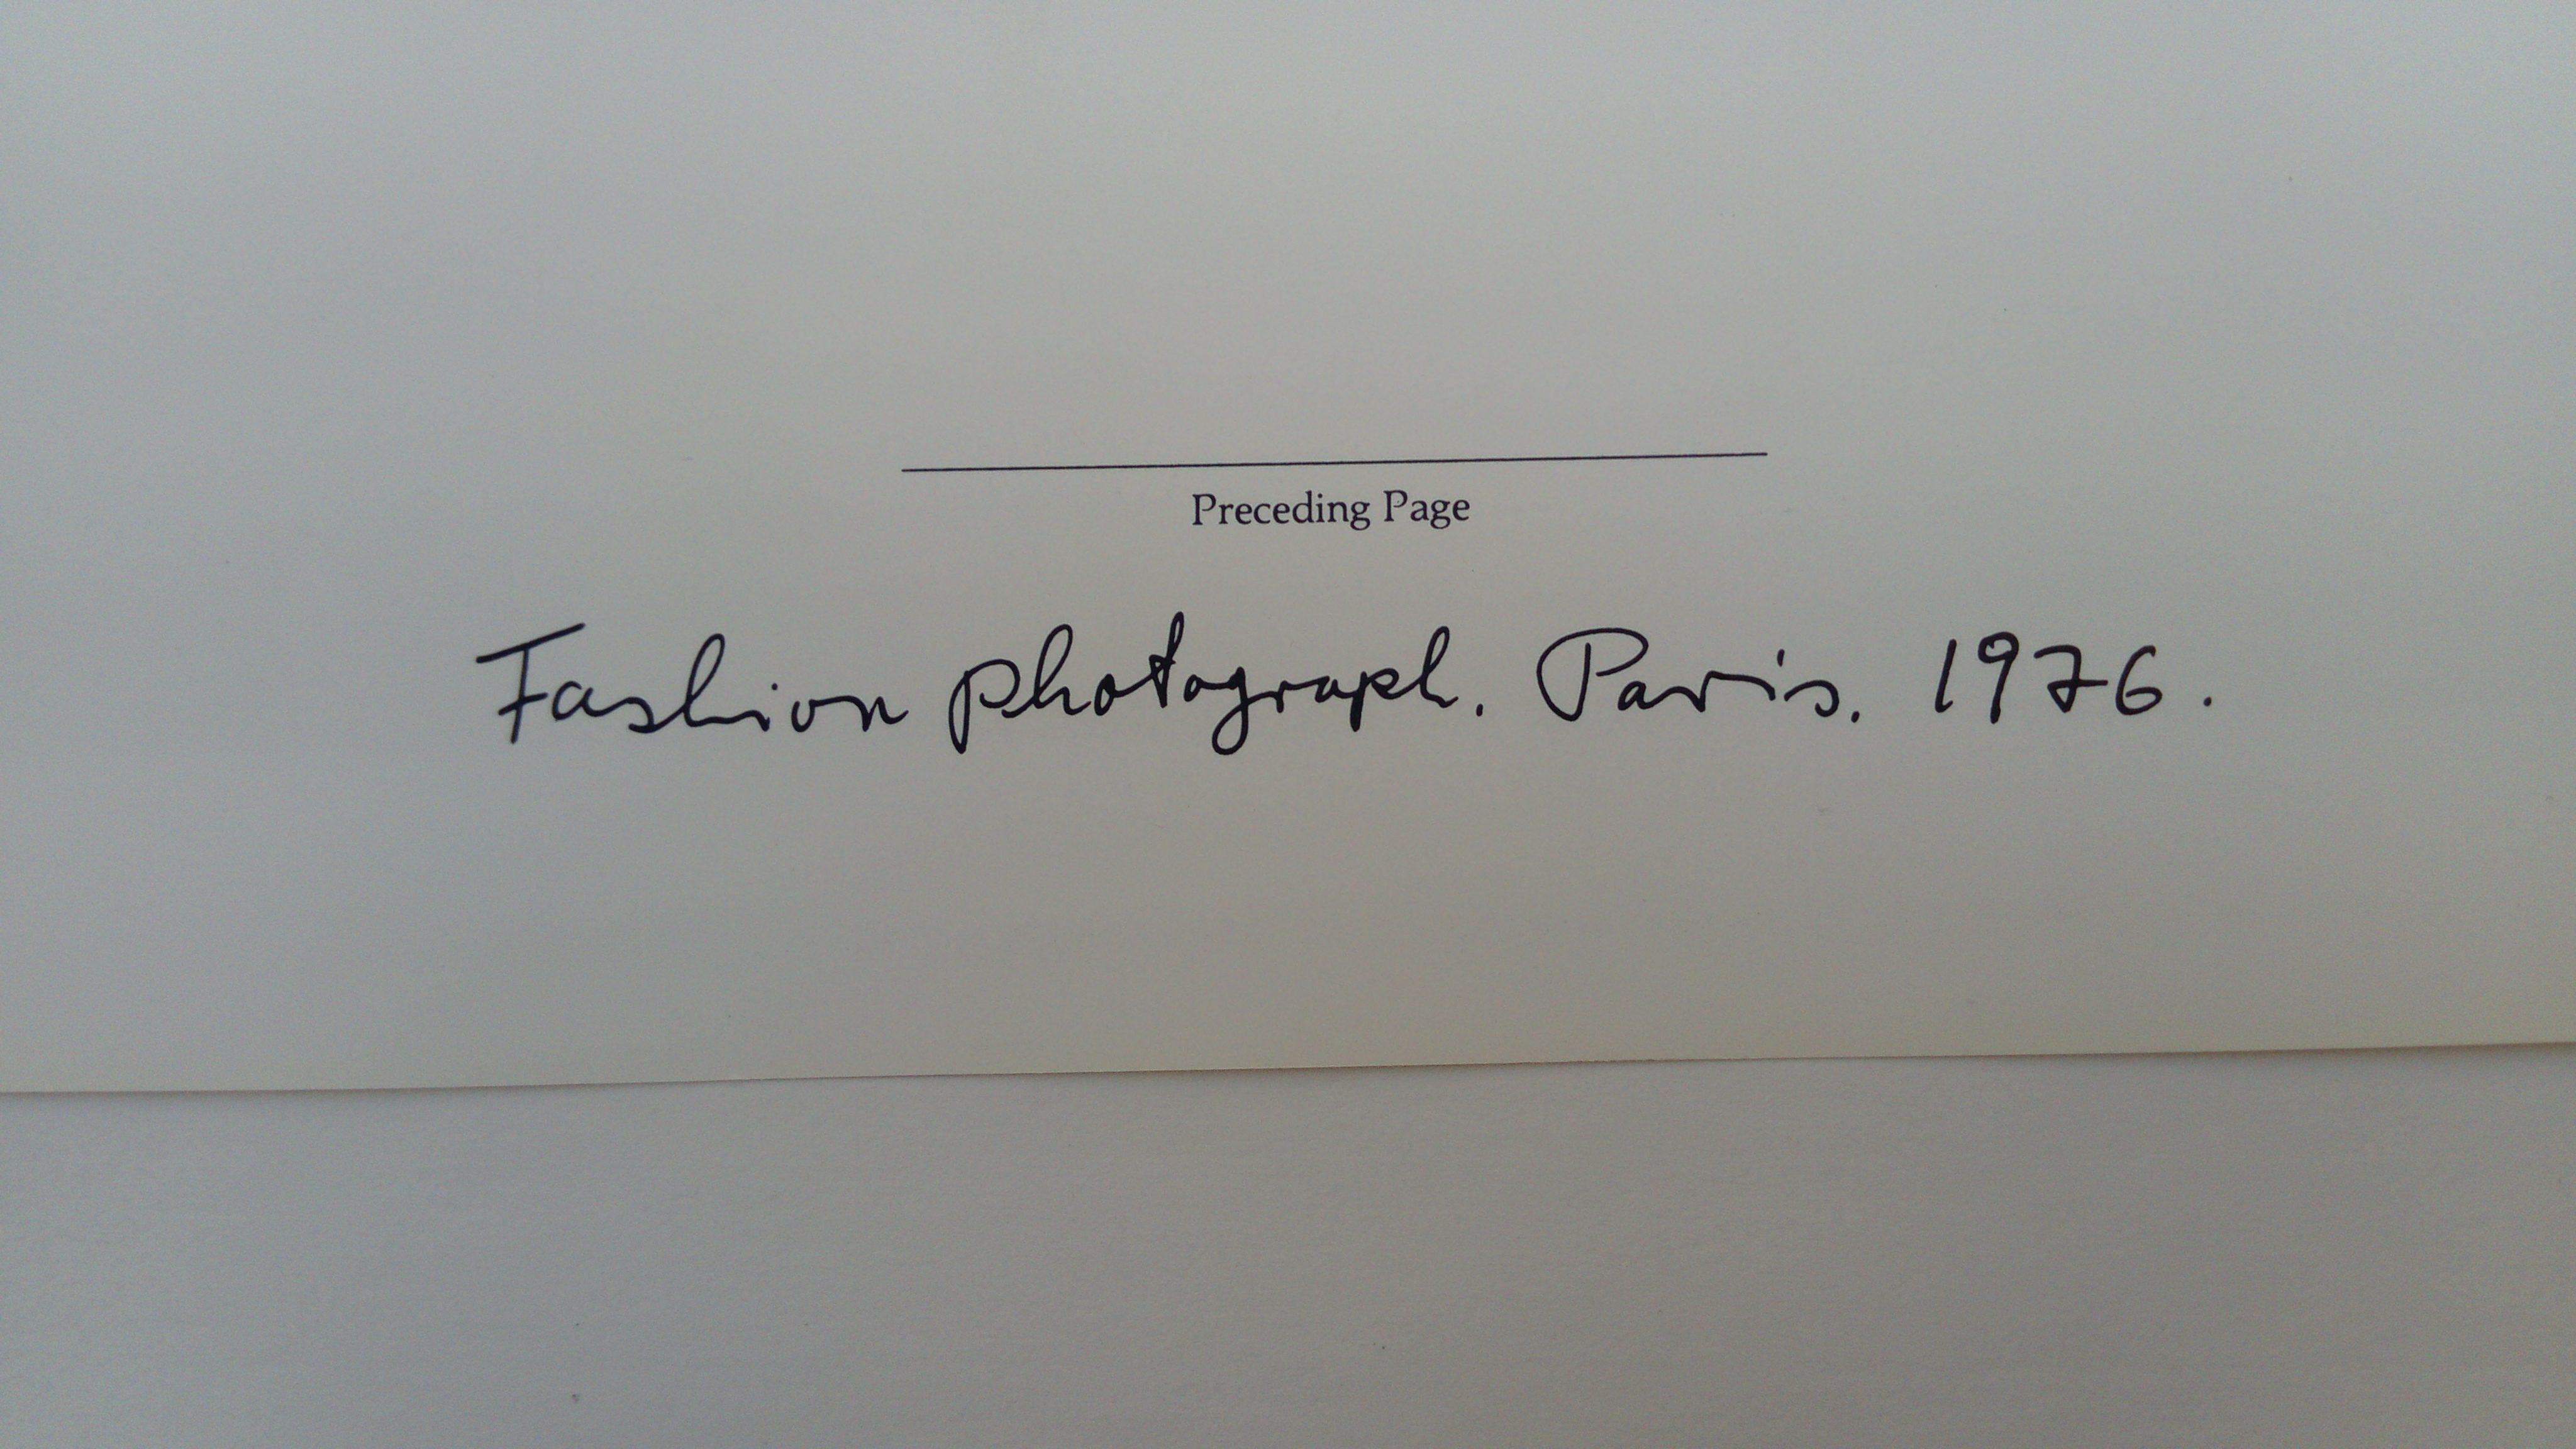 Preceding Page
Fashion photograph. Paris. 1976.